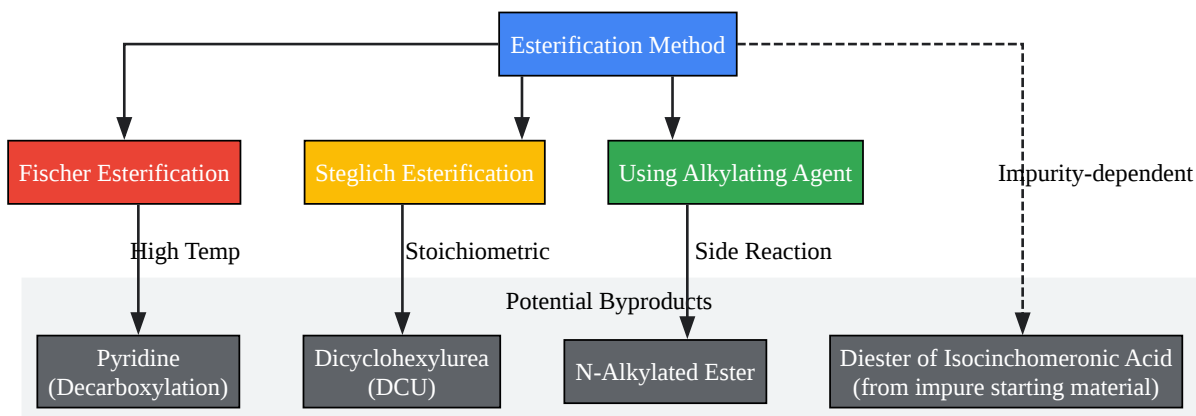 Esterification Method
Fischer Esterification
Steglich Esterification
Using Alkylating Agent
Impurity-dependent
High Temp
Stoichiometric
Side Reaction
Potential Byproducts
Pyridine
(Decarboxylation)
Dicyclohexylurea
(DCU)
N-Alkylated Ester
Diester of Isocinchomeronic Acid
(from impure starting material)